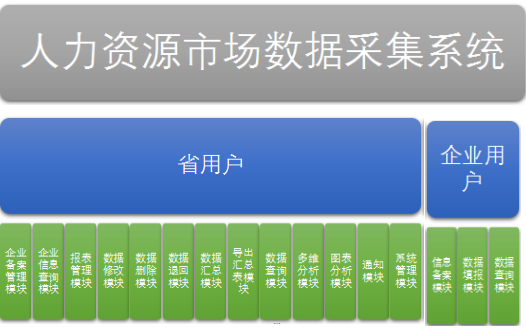 人力资源市场数据采集系统
省用户
企业用
户
企业
备案
管理
模块
企业
信息
查询
模块
报表
管理
模块
数据
修改
模块
数据
删除
模块
数据
退回
模块
数据
汇总
模块
导出
汇总
表模
块
数据
查询
模块
多维
分析
模块
图表
分析
模块
通知
模块
系统
管理
模块
信息
备案
模块
数据
填报
模块
数据
查询
模块